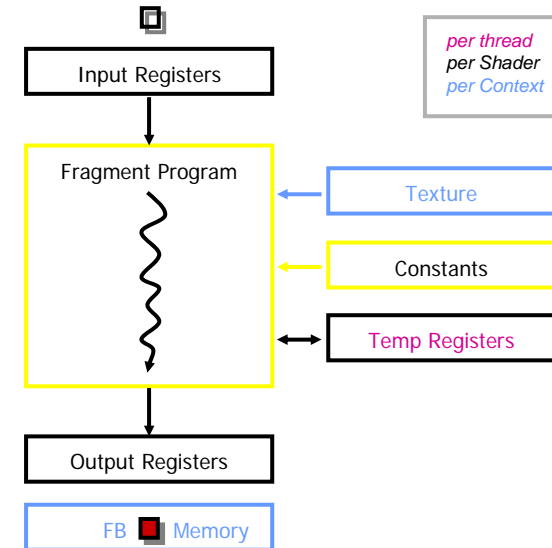 per thread
per Shader
per Context
Input Registers
Fragment Program
Texture
Constants
Temp Registers
Output Registers
FB Memory